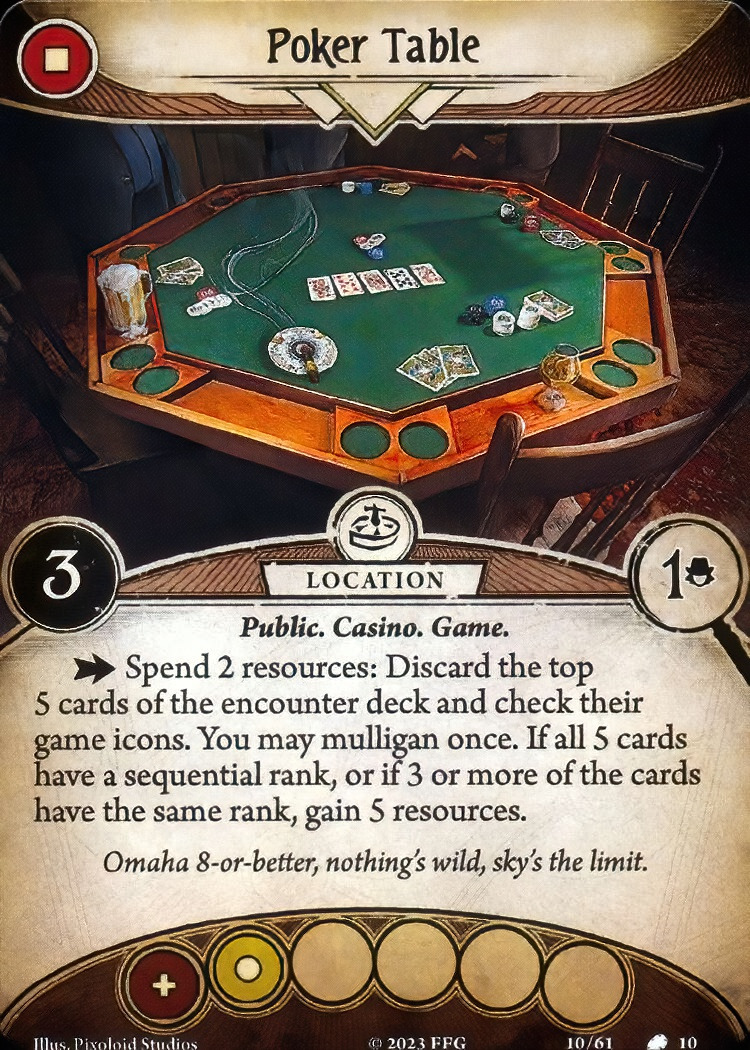 Poker Table
3
LOCATION
1
Public. Casino. Game.
Spend 2 resources: Discard the top
5 cards of the encounter deck and check their
game icons. You may mulligan once. If all 5 cards
have a sequential rank, or if 3 or more of the cards
have the same rank, gain 5 resources.
Omaha 8-or-better, nothing's wild, sky's the limit.
Illus. Pixoloid Studios © 2023 FFG 10/61 10